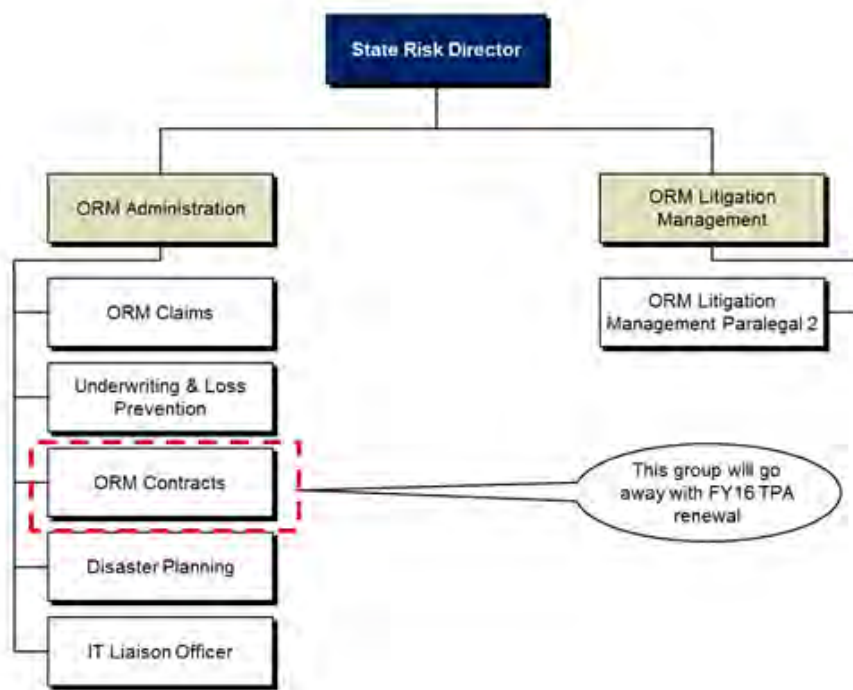 State Risk Director
ORM Administration
ORM Litigation
Management
ORM Claims
ORM Litigation
Management Paralegal 2
Underwriting & Loss
Prevention
ORM Contracts
This group will go
away with FY16 TPA
renewal
Disaster Planning
IT Liaison Officer